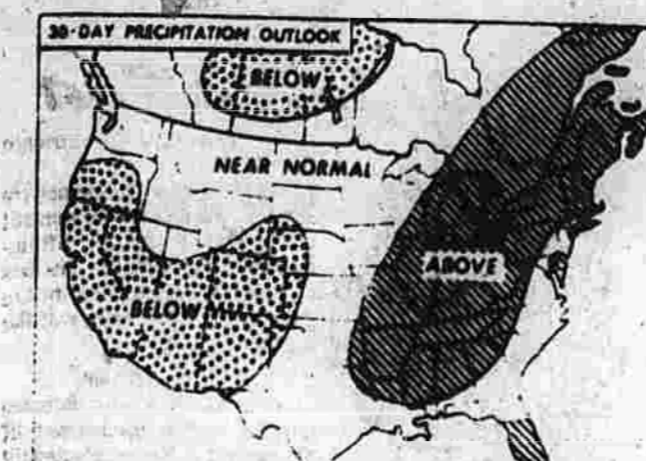 30-DAY PRECIPITATION OUTLOOK
BELOW
NEAR NORMAL
ABOVE
BELOW